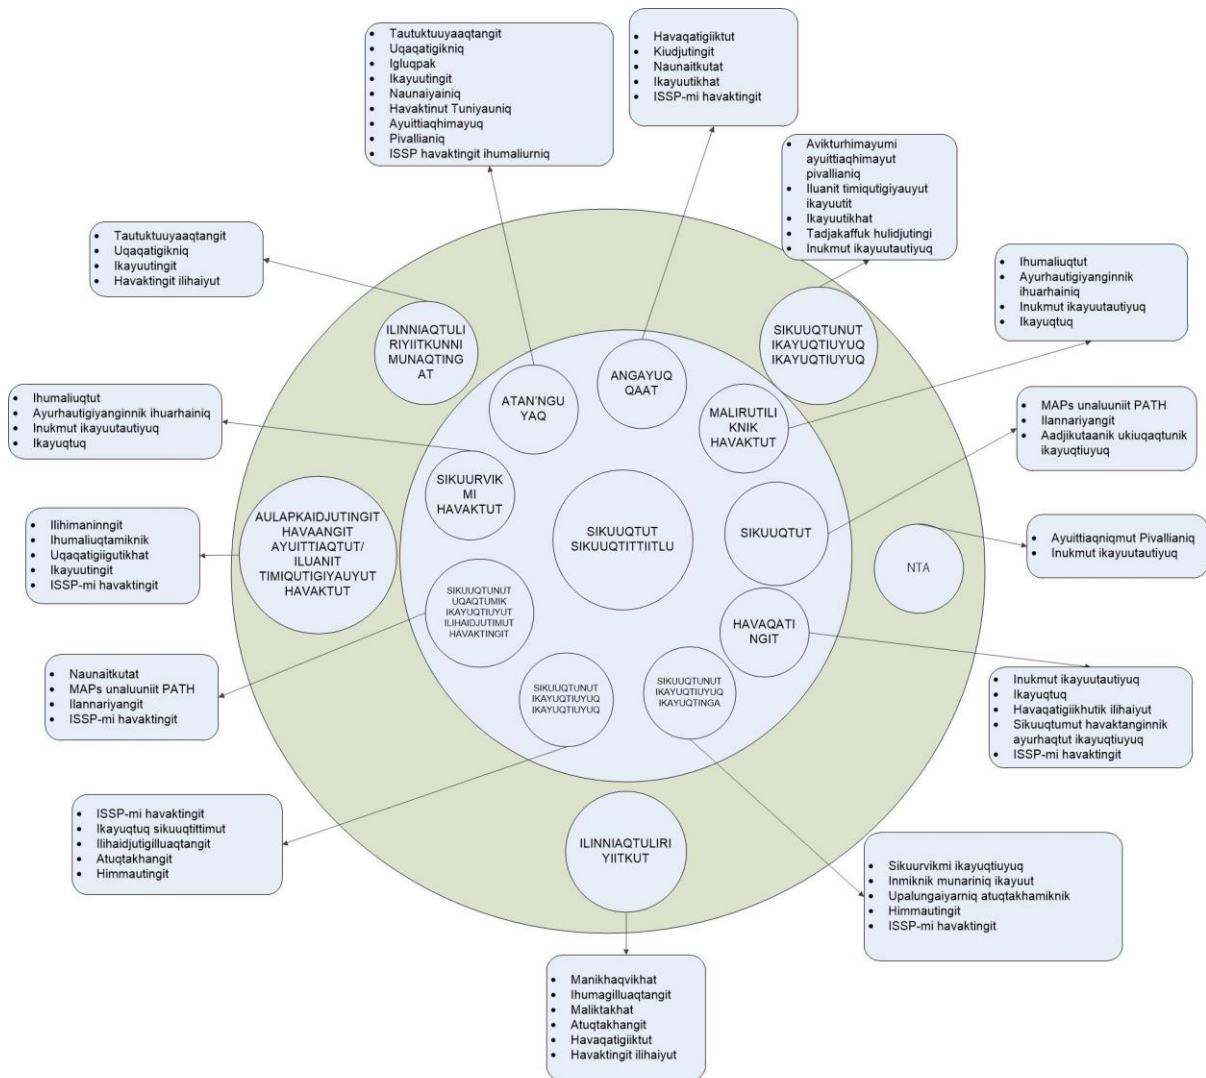 • Tautuktuuyaaqtangit
• Uqaqatigikniq
• Igluqpak
• Ikayuutingit
• Naunaiyainiq
• Havaktinut Tuniyauniq
• Ayuittiaqhimayuq
• Pivallianiq
• ISSP havaktingit ihumaliurniq
• Havaqatigiiktut
• Kiudjutingit
• Naunaitkutat
• Ikayuutikhat
• ISSP-mi havaktingit
• Avikturhimayumi
ayuittiaqhimayut
pivallianiq
• Iluanit timiqutigiyauyut
ikayuutit
• Ikayuutikhat
• Tadjakaffuk hulidjutingi
• Inukmut ikayuutautiyuq
• Tautuktuuyaaqtangit
• Uqaqatigikniq
• Ikayuutingit
• Havaktingit ilihaiyut
• Ihumaliuqtut
• Ayurhautigiyanginnik
ihuarhainiq
• Inukmut ikayuutautiyuq
• Ikayuqtuq
ILINNIAQTULI
RIYIITKUNNI
MUNAQTING
AT
SIKUUQTUNUT
IKAYUQTIUYUQ
IKAYUQTIUYUQ
ATAN'NGU
YAQ
ANGAYUQ
QAAT
MALIRUTILI
KNIK
HAVAKTUT
• Ihumaliuqtut
• Ayurhautigiyanginnik ihuarhainiq
• Inukmut ikayuutautiyuq
• Ikayuqtuq
• MAPs unaluuniit PATH
• Ilannariyangit
• Aadjikutaanik ukiuqaqtunik
ikayuqtiuyuq
SIKUURVIK
MI
HAVAKTUT
AULAPKAIDJUTINGIT
HAVAANGIT
AYUITTIAQTUT/
ILUANIT
TIMIQUTIGIYAUYUT
HAVAKTUT
SIKUUQTUT
SIKUUQTITTIITLU
SIKUUQTUT
NTA
• Ilihimaninngit
• Ihumaliuqtamiknik
• Uqaqatigiigutikhat
• Ikayuutingit
• ISSP-mi havaktingit
• Ayuittiaqniqmut Pivallianiq
• Inukmut ikayuutautiyuq
SIKUUQTUNUT
UQAQTUMIK
IKAYUQTIUYUT
ILIHAIDJUTIMUT
HAVAKTINGIT
HAVAQATI
NGIT
• Naunaitkutat
• MAPs unaluuniit PATH
• Ilannariyangit
• ISSP-mi havaktingit
SIKUUQTUNUT
IKAYUQTIUYUQ
IKAYUQTIUYUQ
SIKUUQTUNUT
IKAYUQTIUYUQ
IKAYUQTINGA
• Inukmut ikayuutautiyuq
• Ikayuqtuq
• Havaqatigiikhutik ilihaiyut
• Sikuuqtumut havaktanginnik
ayurhaqtut ikayuqtiuyuq
• ISSP-mi havaktingit
• ISSP-mi havaktingit
• Ikayuqtuq sikuuqtittimut
• Ilihaidjutigilluaqtangit
• Atuqtakhangit
• Himmautingit
ILINNIAQTULIRI
YIITKUT
• Sikuurvikmi ikayuqtiuyuq
• Inmiknik munariniq ikayuut
• Upalungaiyarniq atuqtakhamiknik
• Himmautingit
• ISSP-mi havaktingit
• Manikhaqvikhat
• Ihumagilluaqtangit
• Maliktakhat
• Atuqtakhangit
• Havaqatigiiktut
• Havaktingit ilihaiyut